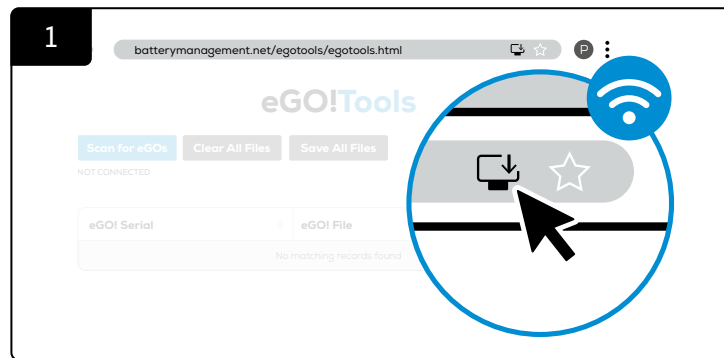 1
batterymanagement.net/egotools/egotools.html
P
eGO!Tools
Scan for eGOs Clear All Files Save All Files
NOT CONNECTED
eGO! Serial eGO! File
No matching records found